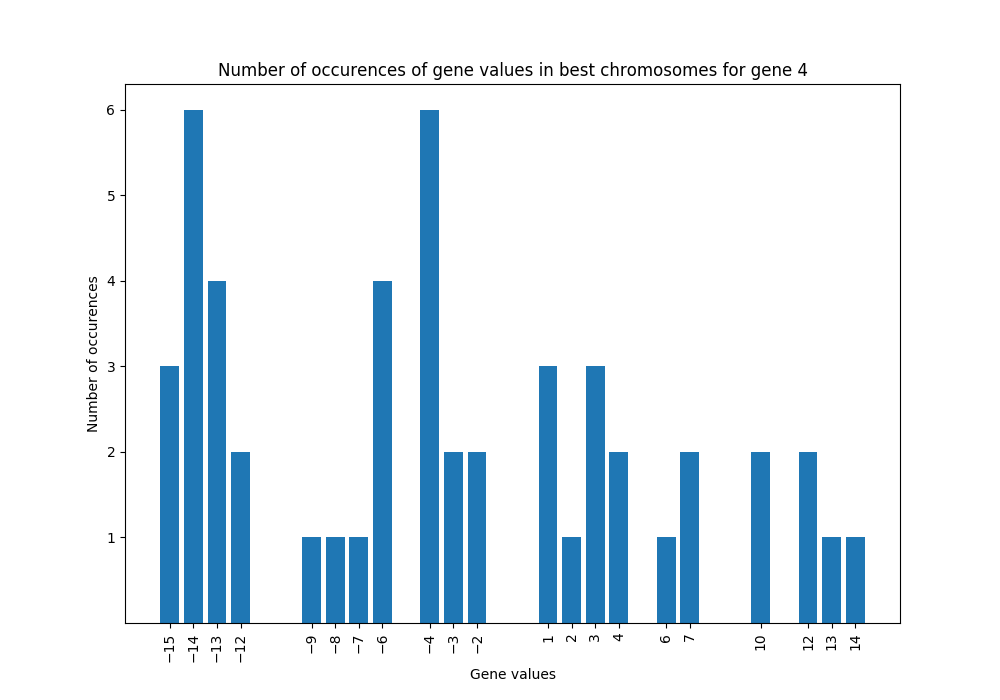 Number of occurences of gene values in best chromosomes for gene 4
Number of occurences
6
5
4
3
2
1
−15 −14 −13 −12 −9 −8 −7 −6 −4 −3 −2 1 2 3 4 6 7 10 12 13 14
Gene values